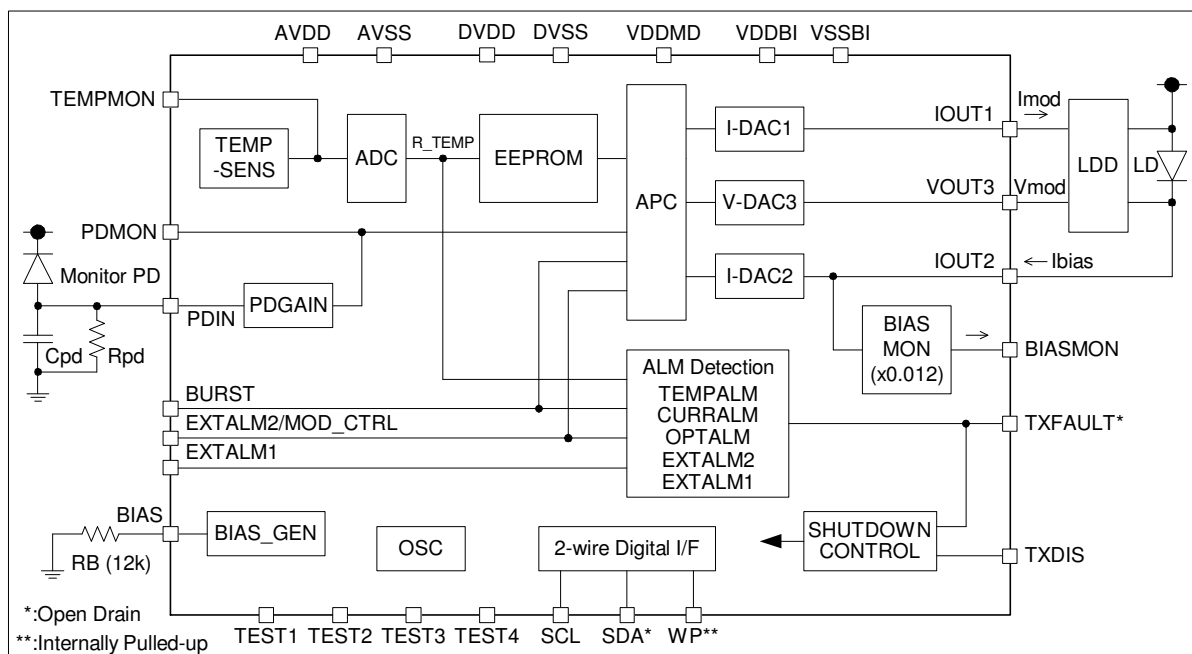 AVDD AVSS DVDD DVSS VDDMD VDDBI VSSBI
TEMPMON
TEMP
-SENS
ADC
R_TEMP
EEPROM
APC
I-DAC1
IOUT1
Imod
LDD
LD
V-DAC3
VOUT3
Vmod
PDMON
Monitor PD
I-DAC2
IOUT2
Ibias
PDIN
PDGAIN
Cpd
Rpd
BIAS
MON
(x0.012)
BIASMON
ALM Detection
TEMPALM
CURRALM
OPTALM
EXTALM2
EXTALM1
BURST
EXTALM2/MOD_CTRL
EXTALM1
TXFAULT*
BIAS
RB (12k)
BIAS_GEN
OSC
2-wire Digital I/F
SHUTDOWN
CONTROL
TXDIS
*:Open Drain
**:Internally Pulled-up
TEST1 TEST2 TEST3 TEST4 SCL SDA* WP**